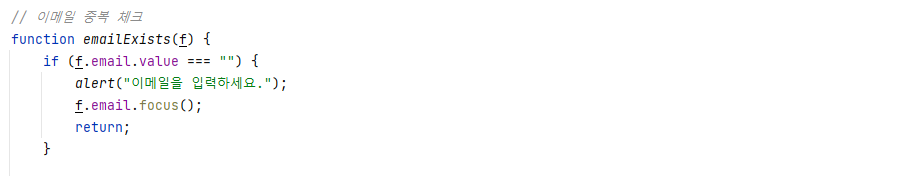 // 이메일 중복 체크
function emailExists(f) {
    if (f.email.value === "") {
        alert("이메일을 입력하세요.");
        f.email.focus();
        return;
    }